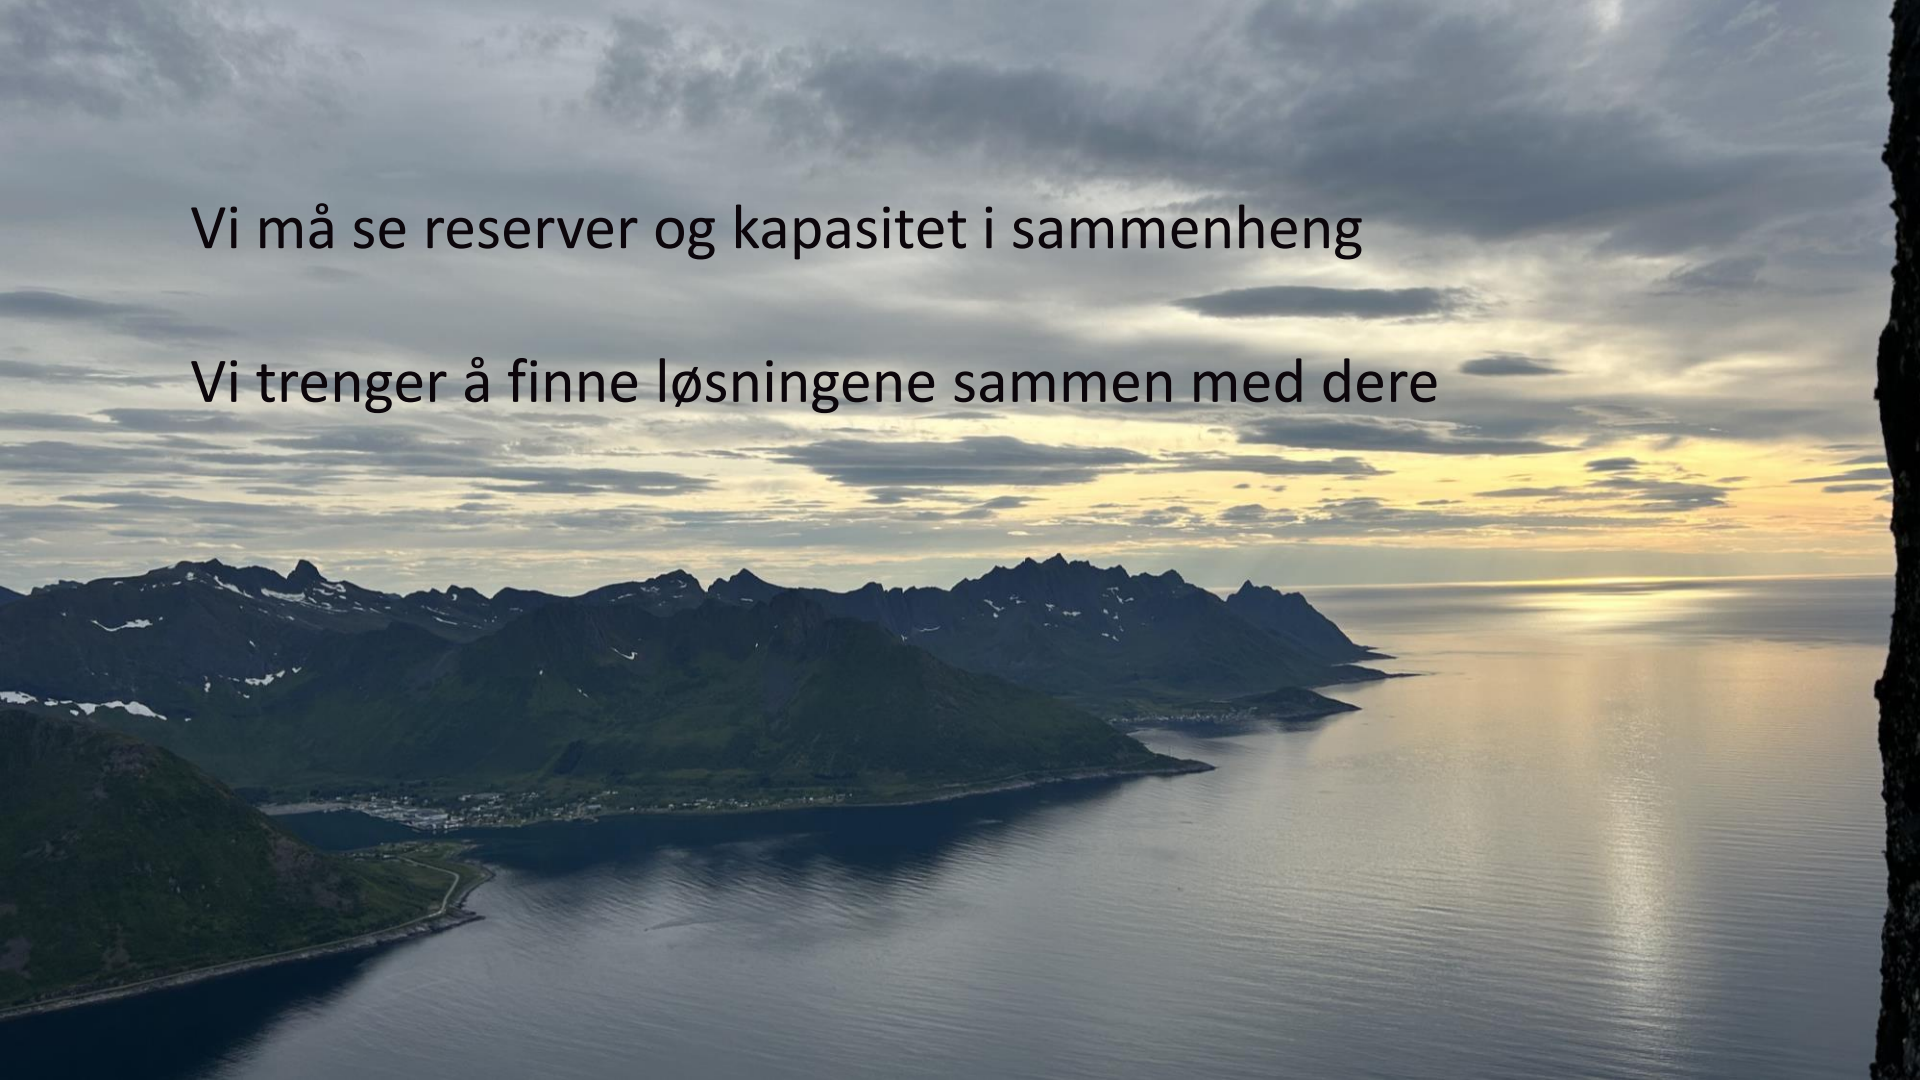 Vi må se reserver og kapasitet i sammenheng
Vi trenger å finne løsningene sammen med dere